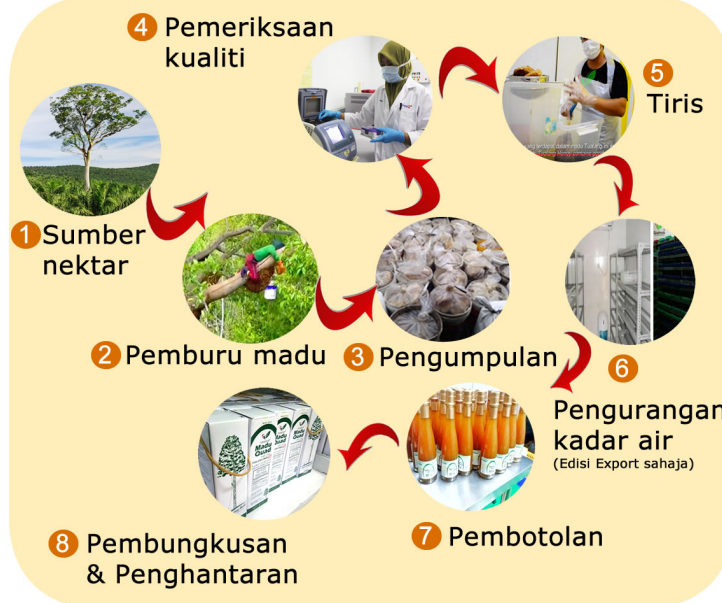 1 Sumber
nektar
2 Pemburu madu
3 Pengumpulan
4 Pemeriksaan
kualiti
5
Tiris
6
Pengurangan
kadar air
(Edisi Export sahaja)
7 Pembotolan
8 Pembungkusan
& Penghantaran
Madu
Quad